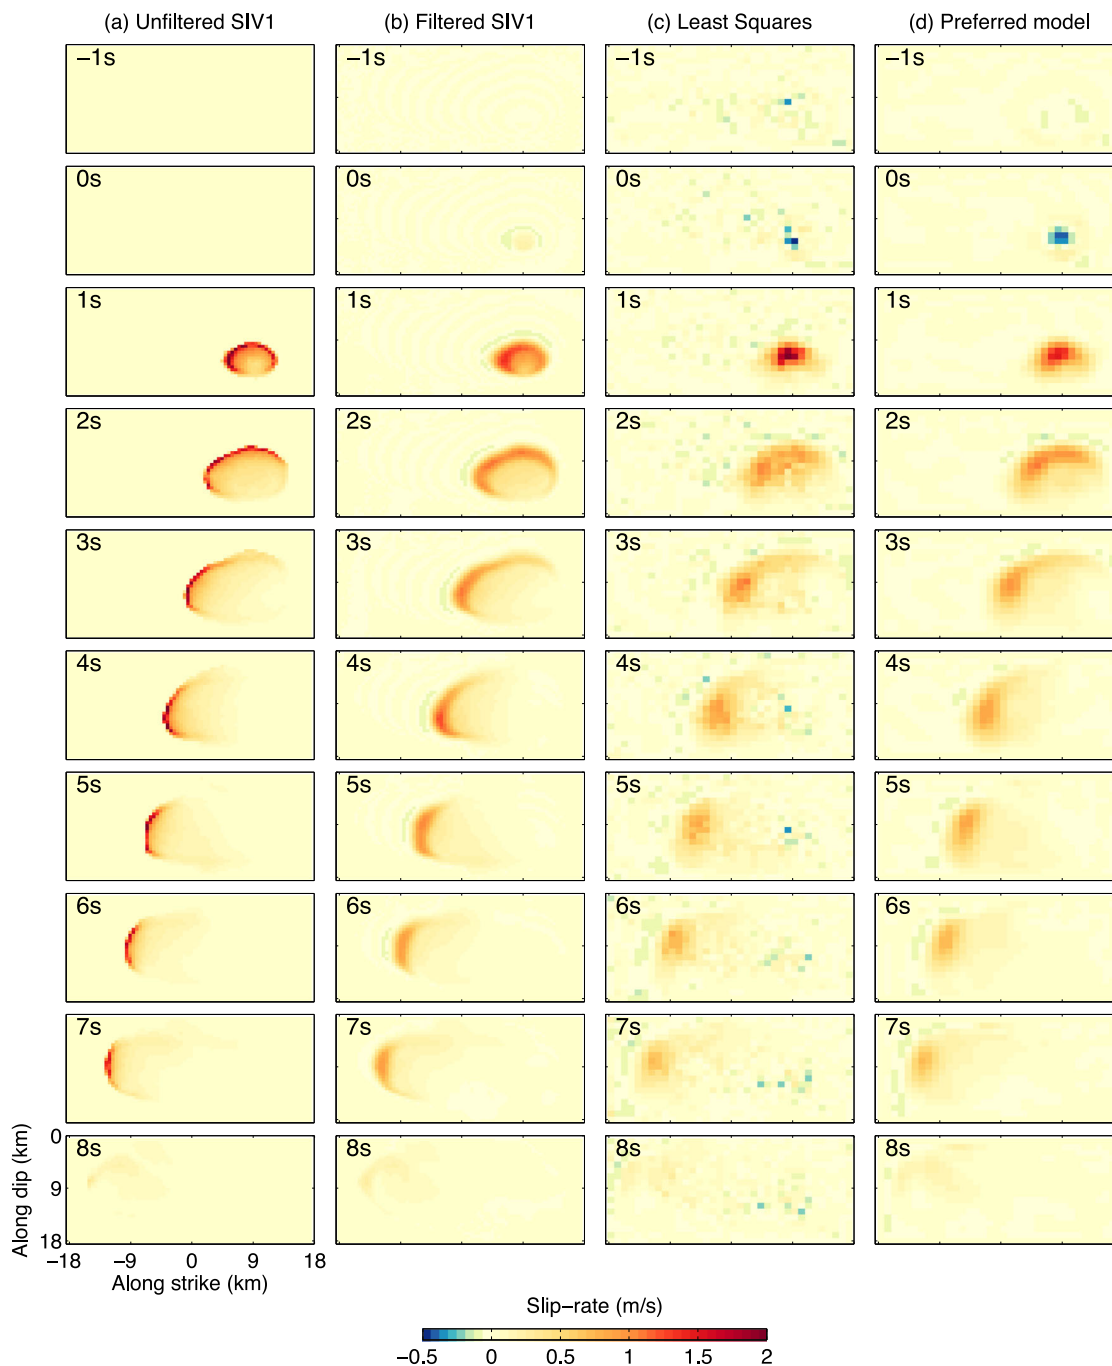 (a) Unfiltered SIV1 (b) Filtered SIV1 (c) Least Squares (d) Preferred model
−1s −1s −1s −1s
0s 0s 0s 0s
1s 1s 1s 1s
2s 2s 2s 2s
3s 3s 3s 3s
4s 4s 4s 4s
5s 5s 5s 5s
6s 6s 6s 6s
7s 7s 7s 7s
8s 8s 8s 8s
Along dip (km)
0
9
18
−18 −9 0 9 18
Along strike (km)
Slip−rate (m/s)
−0.5 0 0.5 1 1.5 2